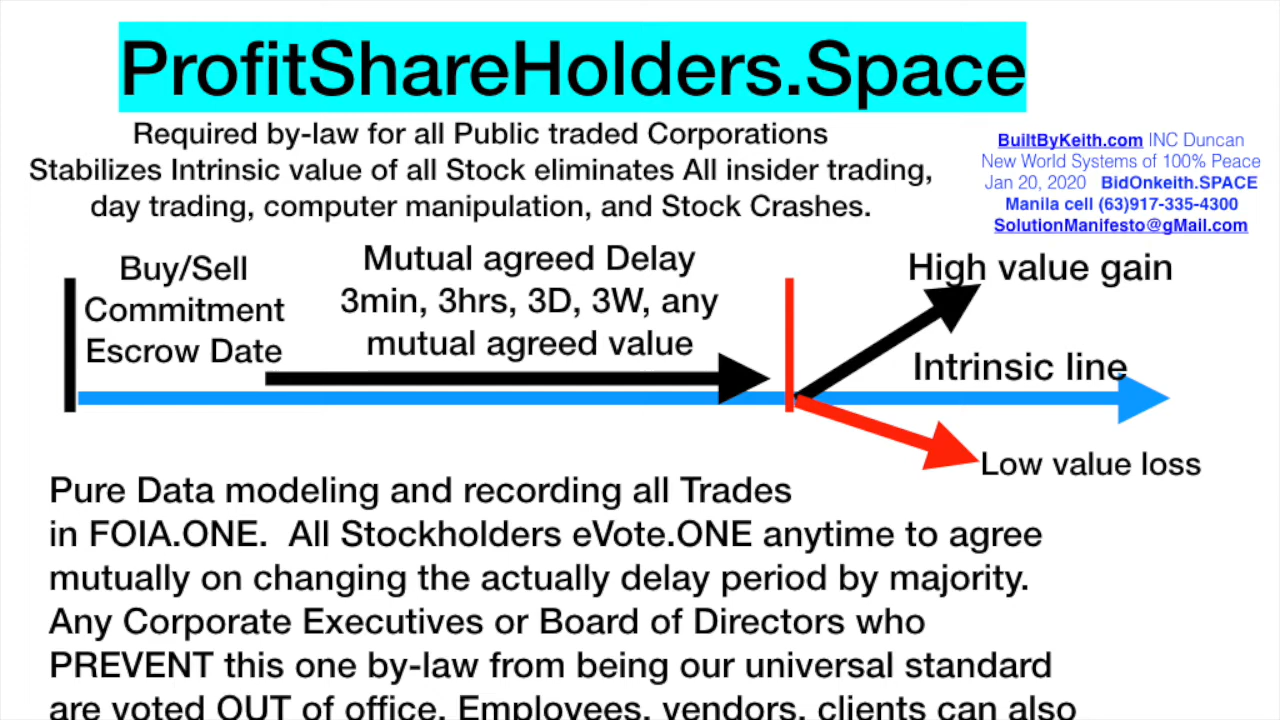 ProfitShareHolders.Space
Required by-law for all Public traded Corporations
Stabilizes Intrinsic value of all Stock eliminates All insider trading,
day trading, computer manipulation, and Stock Crashes.
BuiltByKeith.com INC Duncan
New World Systems of 100% Peace
Jan 20, 2020 BidOnkeith.SPACE
Manila cell (63)917-335-4300
SolutionManifesto@gMail.com
Buy/Sell
Commitment
Escrow Date
Mutual agreed Delay
3min, 3hrs, 3D, 3W, any
mutual agreed value
High value gain
Intrinsic line
Low value loss
Pure Data modeling and recording all Trades
in FOIA.ONE. All Stockholders eVote.ONE anytime to agree
mutually on changing the actually delay period by majority.
Any Corporate Executives or Board of Directors who
PREVENT this one by-law from being our universal standard
are voted OUT of office. Employees, vendors, clients can also